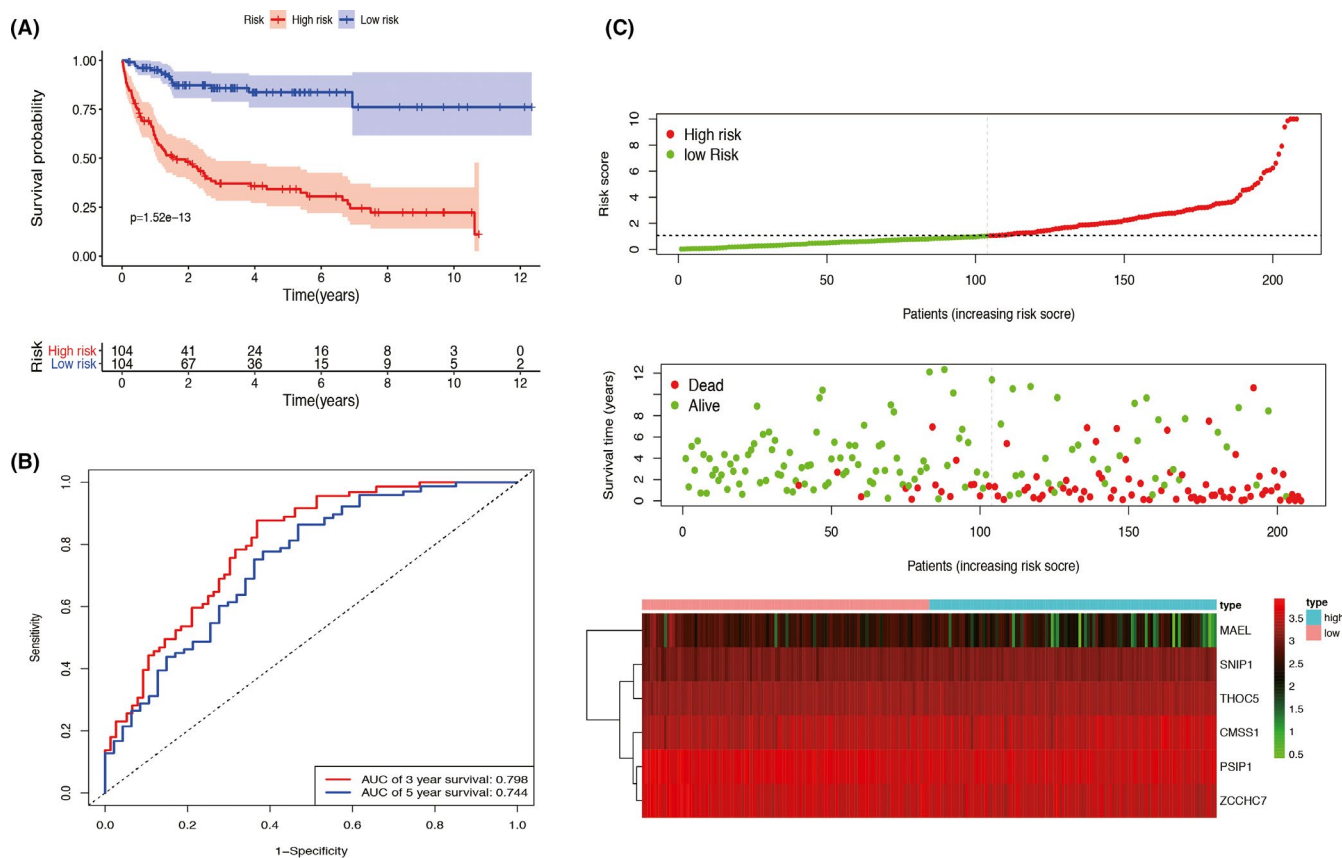 (A)
Risk High risk Low risk
Survival probability
1.00
0.75
0.50
0.25
0.00
p=1.52e−13
0 2 4 6 8 10 12
Time(years)
Risk
High risk 104 41 24 16 8 3 0
Low risk 104 67 36 15 9 5 2
0 2 4 6 8 10 12
Time(years)
(B)
Sensitivity
1.0
0.8
0.6
0.4
0.2
0.0
AUC of 3 year survival: 0.798
AUC of 5 year survival: 0.744
0.0 0.2 0.4 0.6 0.8 1.0
1−Specificity
(C)
Risk score
10
8
6
4
2
0
High risk
low Risk
0 50 100 150 200
Patients (increasing risk socre)
Survival time (years)
12
8
6
4
2
0
Dead
Alive
0 50 100 150 200
Patients (increasing risk socre)
type
MAEL
SNIP1
THOC5
CMSS1
PSIP1
ZCCHC7
3.5
3
2.5
2
1.5
1
0.5
type
high
low